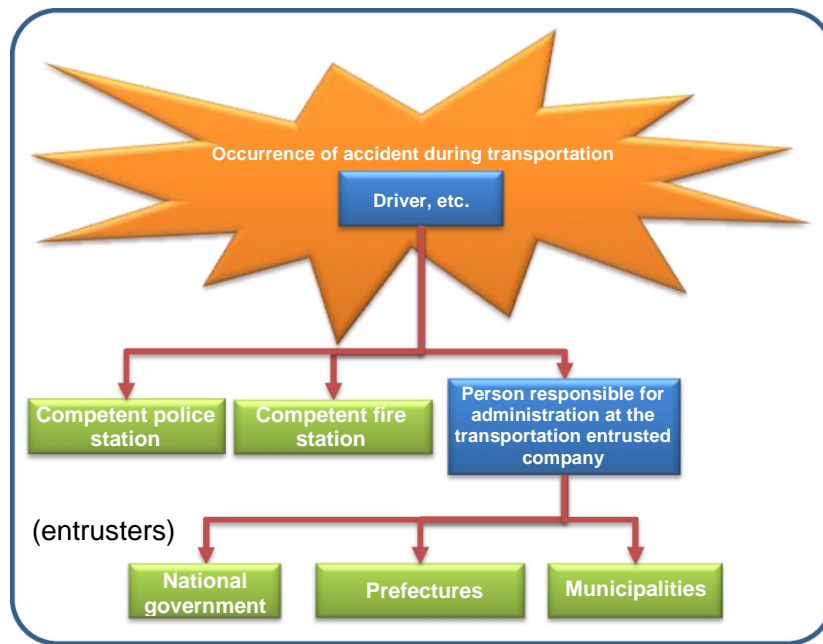 Occurrence of accident during transportation
Driver, etc.
Competent police
station
Competent fire
station
Person responsible for
administration at the
transportation entrusted
company
(entrusters)
National
government
Prefectures
Municipalities